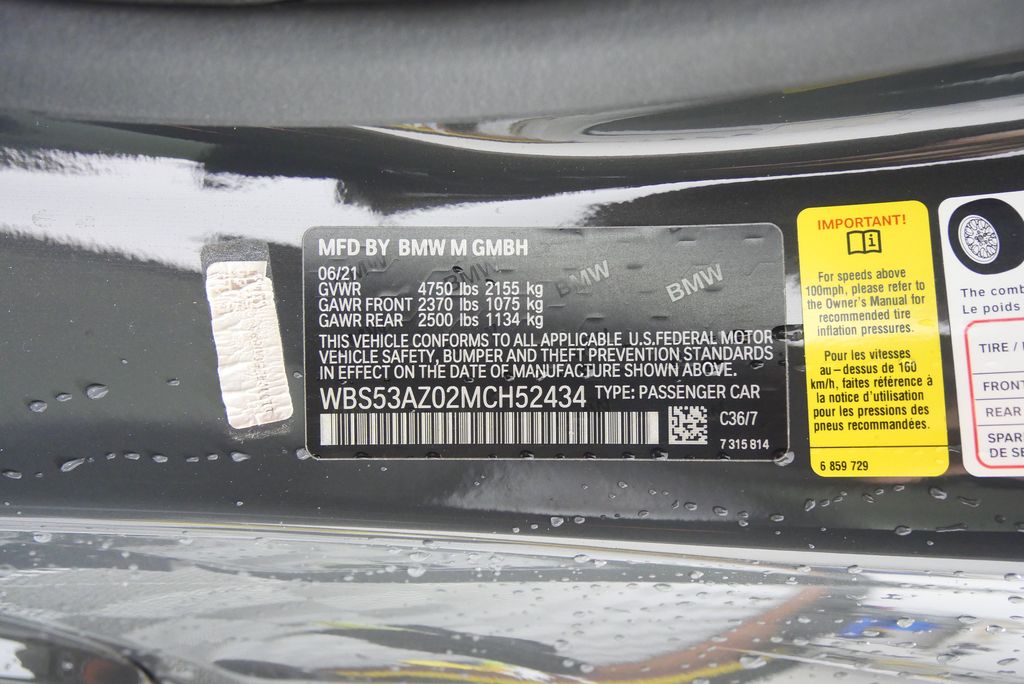 MFD BY BMW M GMBH
06/21
GVWR 4750 lbs 2155 kg
GAWR FRONT 2370 lbs 1075 kg
GAWR REAR 2500 lbs 1134 kg
BMW
BMW
BMW
BMW
THIS VEHICLE CONFORMS TO ALL APPLICABLE U.S.FEDERAL MOTOR
VEHICLE SAFETY, BUMPER AND THEFT PREVENTION STANDARDS
IN EFFECT ON THE DATE OF MANUFACTURE SHOWN ABOVE.
WBS53AZ02MCH52434 TYPE: PASSENGER CAR
C36/7
7 315 814
IMPORTANT!
For speeds above
100mph, please refer to
the Owner's Manual for
recommended tire
inflation pressures.
Pour les vitesses
au-dessus de 160
km/h, faites référence à
la notice d'utilisation
pour les pressions des
pneus recommandées.
6 859 729
The comb
Le poids
TIRE /
FRONT
REAR
SPAR
DE SE